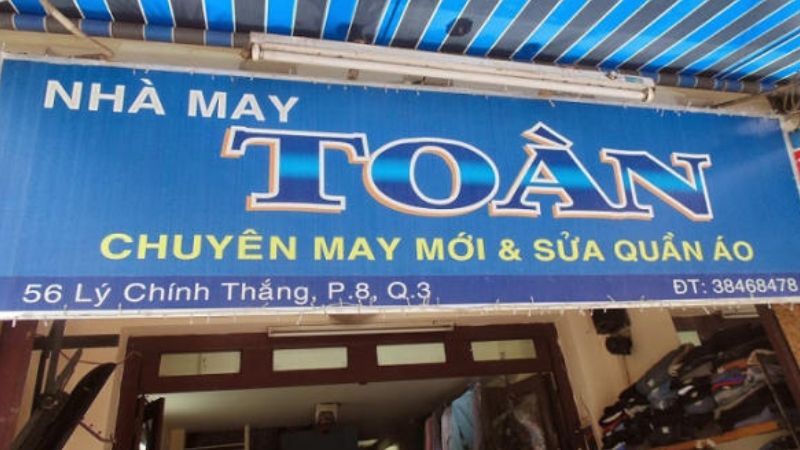 NHÀ MAY
TOÀN
CHUYÊN MAY MỚI & SỬA QUẦN ÁO
56 Lý Chính Thắng, P.8, Q.3
ĐT: 38468478